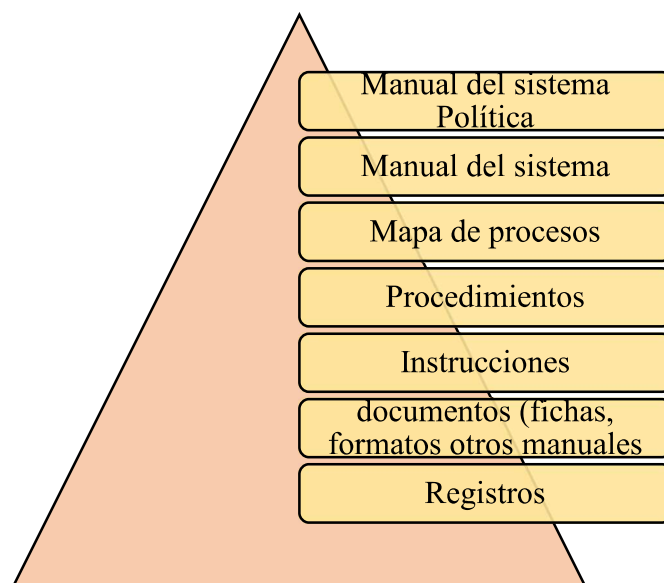 Manual del sistema
Política
Manual del sistema
Mapa de procesos
Procedimientos
Instrucciones
documentos (fichas,
formatos otros manuales
Registros